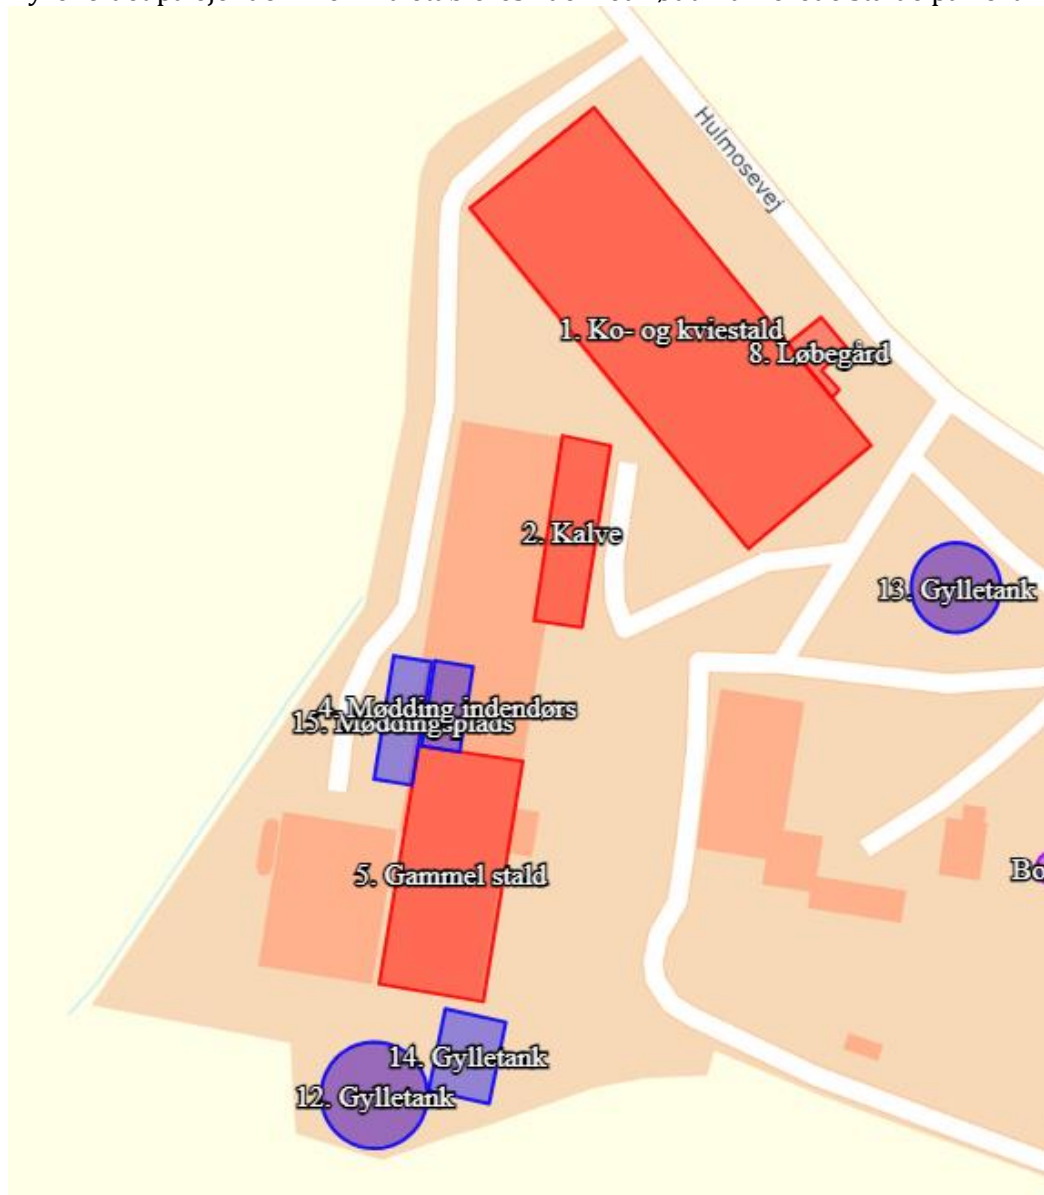 Hulmosevej
1. Ko- og kviestald
8. Løbegård
2. Kalve
13. Gylletank
4. Mødding indendørs
15. Møddingsplads
Bo
5. Gammel stald
14. Gylletank
12. Gylletank